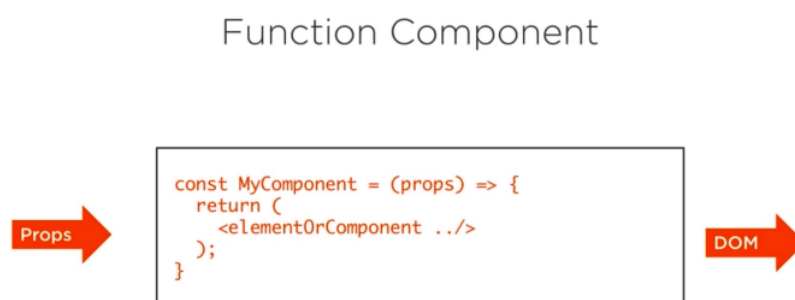 Function Component
const MyComponent = (props) => {
return (
<elementOrComponent ../>
);
}
Props
DOM